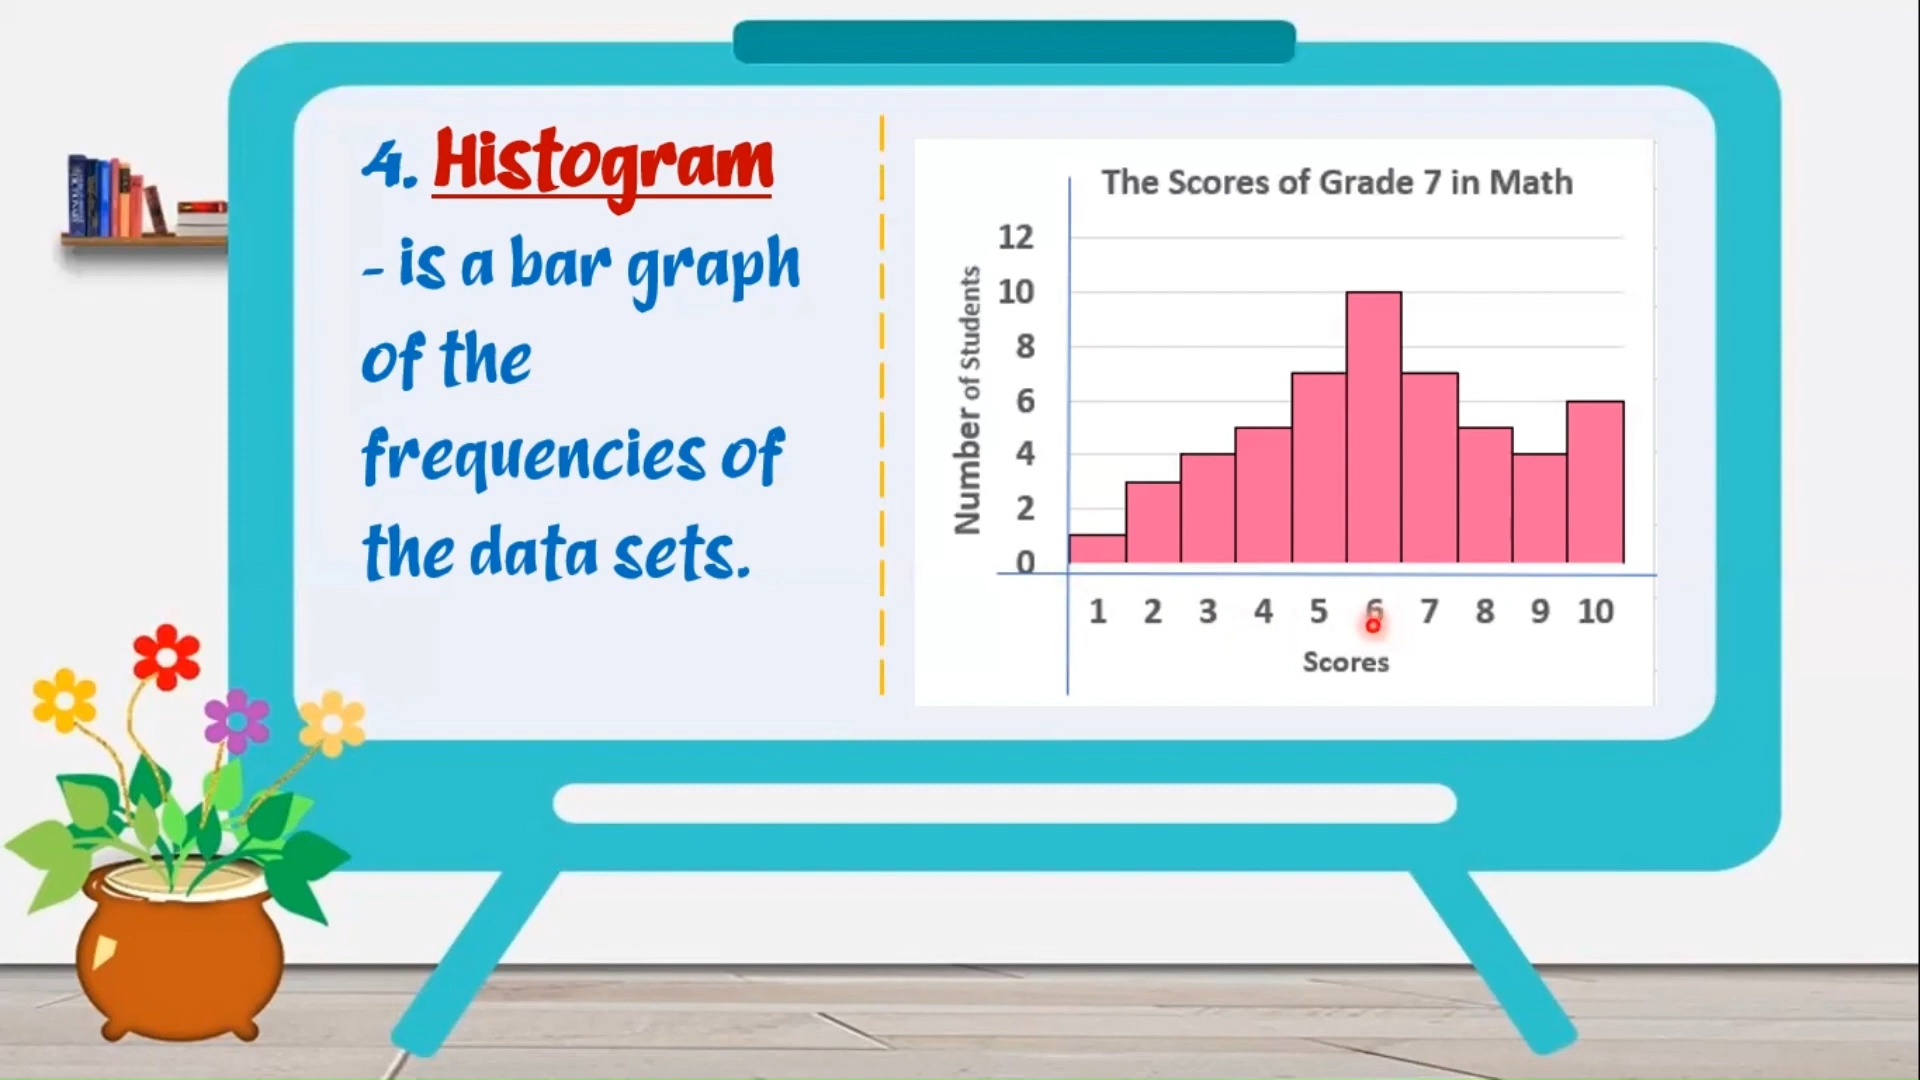 4. Histogram
- is a bar graph
of the
frequencies of
the data sets.
The Scores of Grade 7 in Math
Number of Students
12
10
8
6
4
2
0
1 2 3 4 5 6 7 8 9 10
Scores